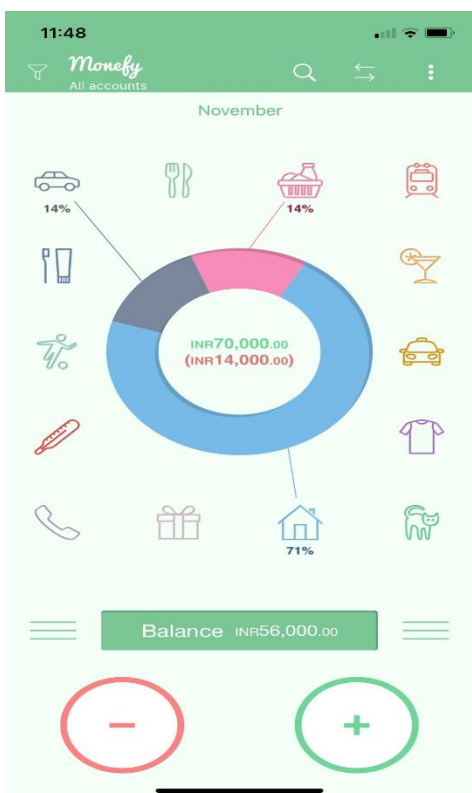 11:48
Monefy
All accounts
November
14%
14%
INR70,000.00
(INR14,000.00)
71%
Balance INR56,000.00